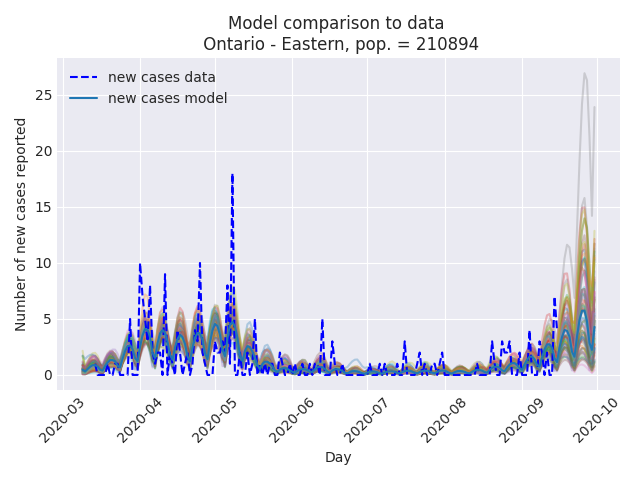 Model comparison to data
Ontario - Eastern, pop. = 210894
new cases data
new cases model
Number of new cases reported
25
20
15
10
5
0
2020-03
2020-04
2020-05
2020-06
2020-07
2020-08
2020-09
2020-10
Day